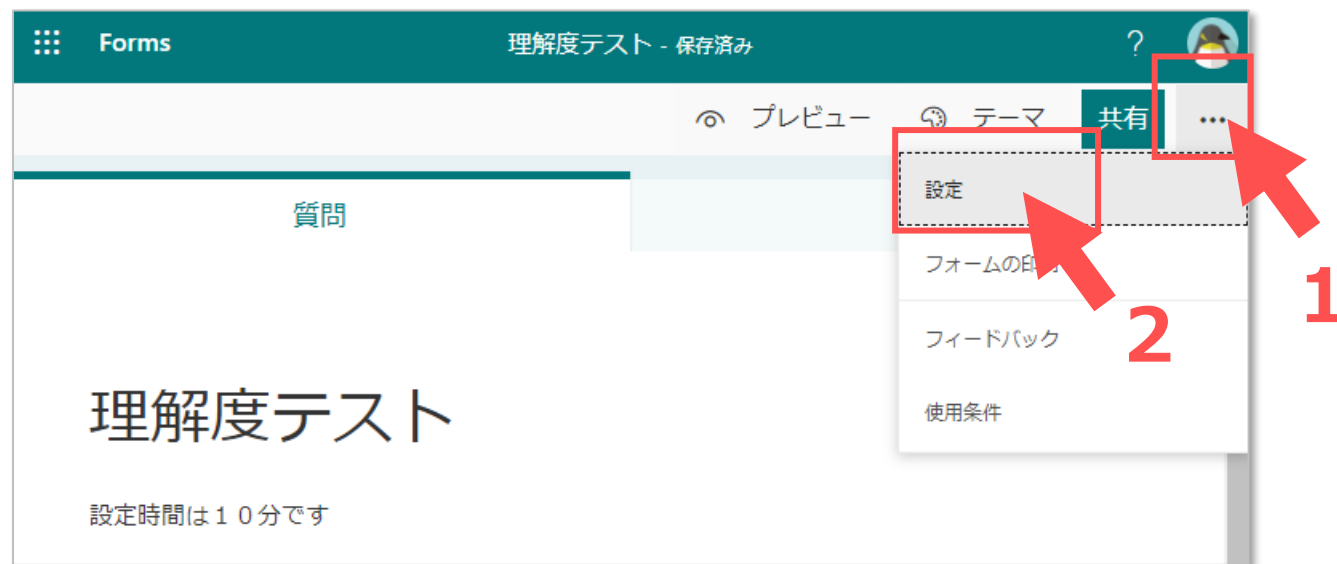 Forms 理解度テスト - 保存済み ?
プレビュー テーマ 共有 ...
質問
設定
フォームの印
フィードバック
使用条件
1
2
理解度テスト
設定時間は１０分です